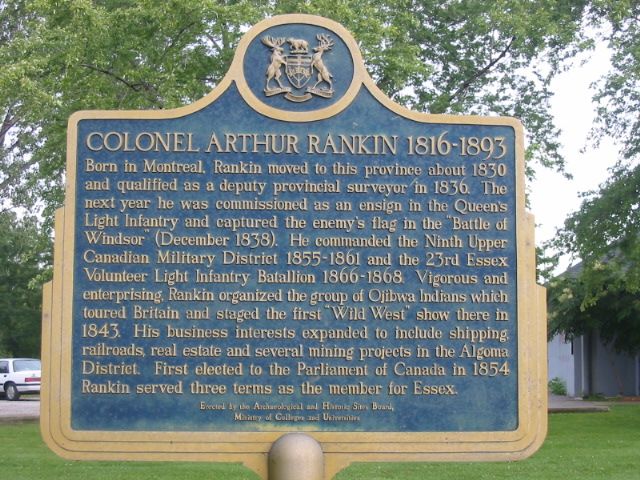 COLONEL ARTHUR RANKIN 1816-1893
Born in Montreal, Rankin moved to this province about 1830
and qualified as a deputy provincial surveyor in 1836. The
next year he was commissioned as an ensign in the Queen's
Light Infantry and captured the enemy's flag in the "Battle of
Windsor" (December 1838). He commanded the Ninth Upper
Canadian Military District 1855-1861 and the 23rd Essex
Volunteer Light Infantry Batallion 1866-1868. Vigorous and
enterprising, Rankin organized the group of Ojibwa Indians which
toured Britain and staged the first "Wild West" show there in
1843. His business interests expanded to include shipping,
railroads, real estate and several mining projects in the Algoma
District. First elected to the Parliament of Canada in 1854
Rankin served three terms as the member for Essex.
Erected by the Archaeological and Historic Sites Board,
Ministry of Colleges and Universities